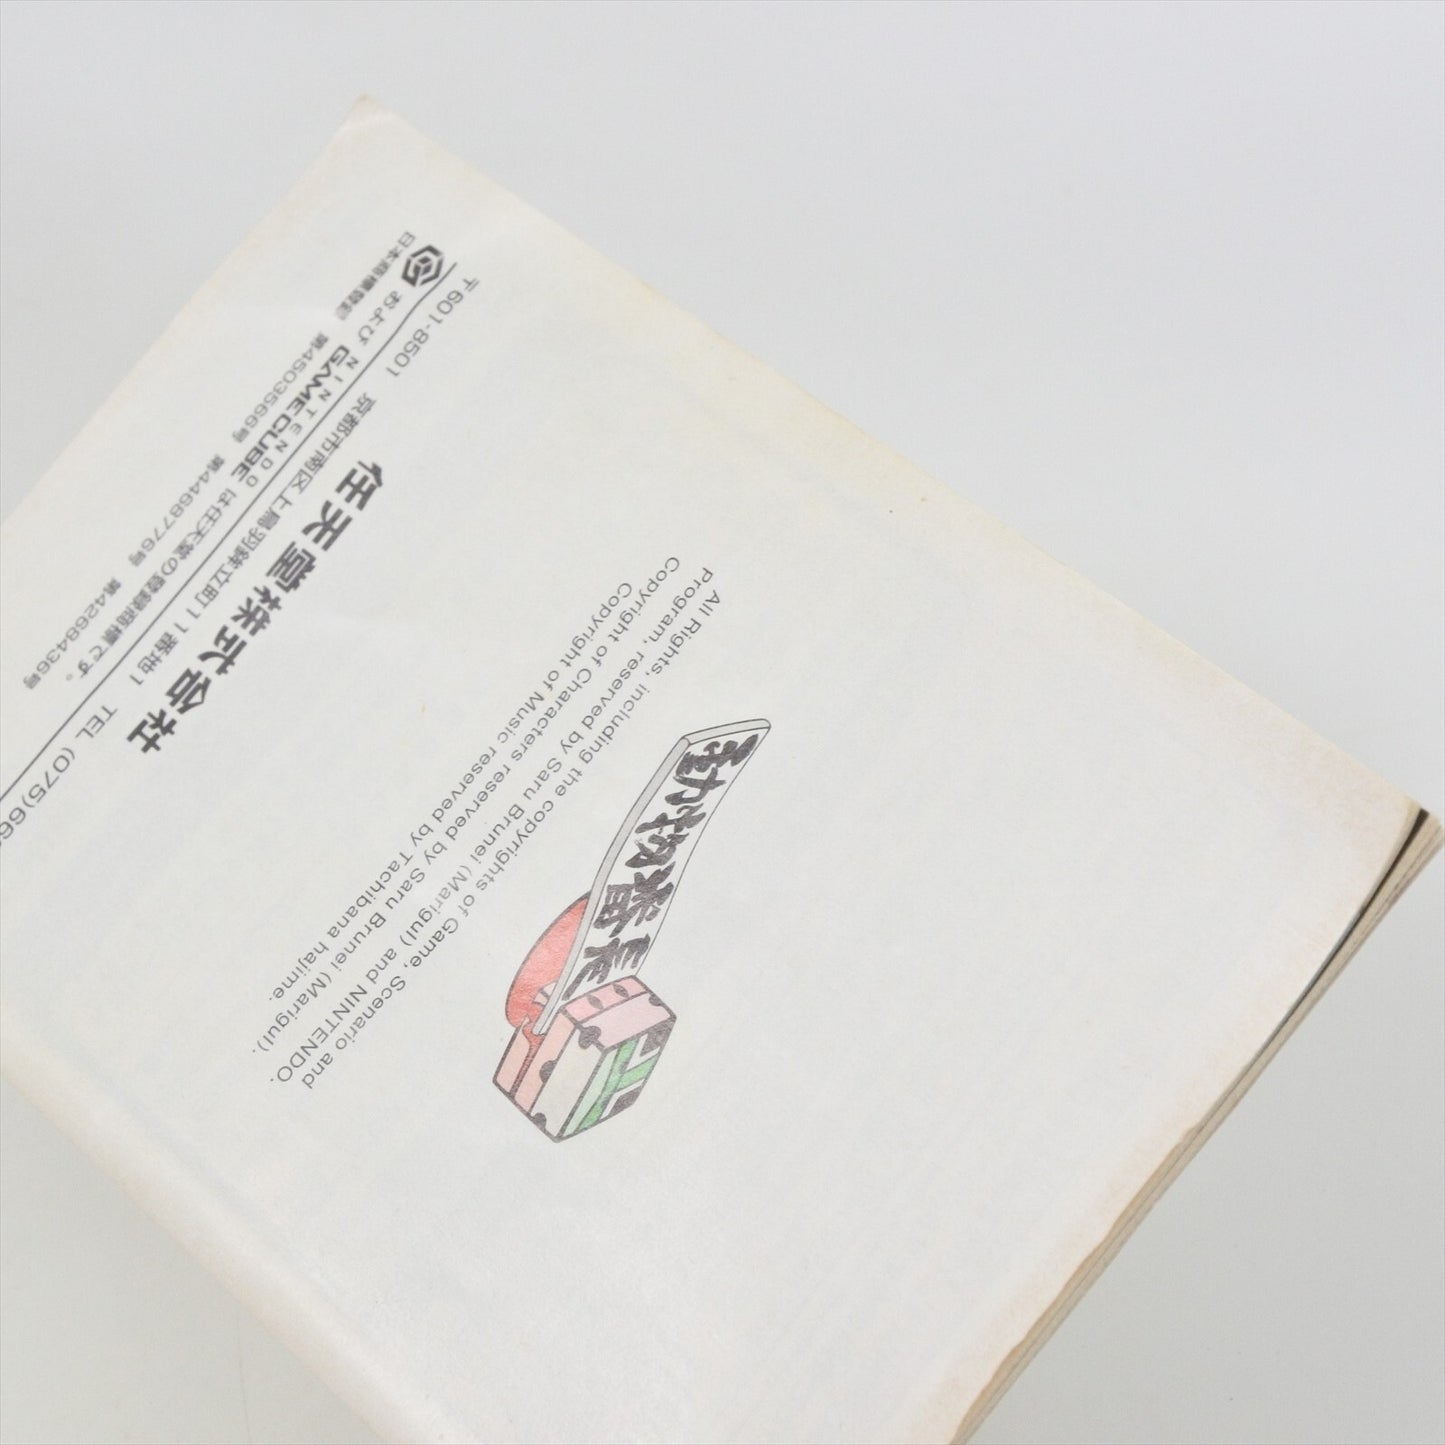 動物番長
All Rights, including the copyrights of Game, Scenario and
Program, reserved by Saru Brunei (Marigul) and NINTENDO.
Copyright of Characters reserved by Saru Brunei (Marigul).
Copyright of Music reserved by Tachibana hajime.
任天堂株式会社
〒601-8501 京都市南区上鳥羽鉾立町11番地1 TEL (075)66
および NINTENDO GAMECUBE は任天堂の登録商標です。
日本商標登録 第4503566号 第4468776号 第4268436号